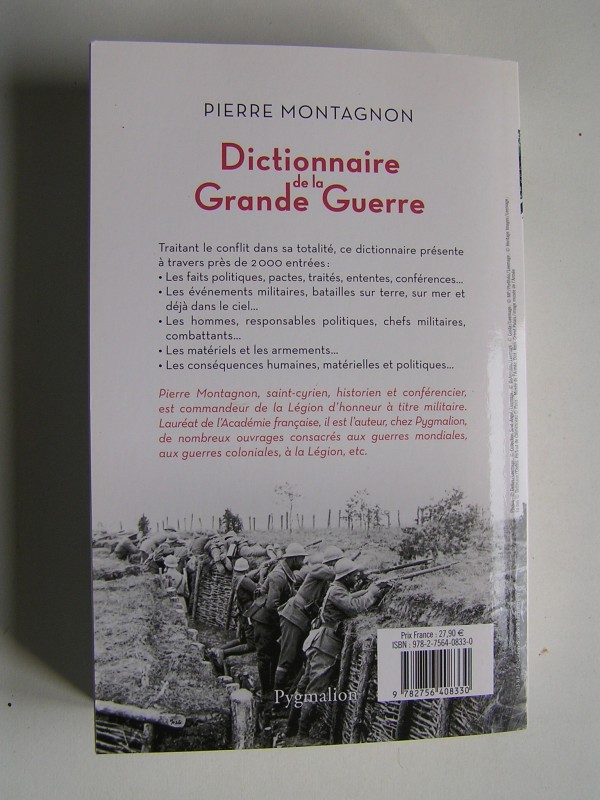 PIERRE MONTAGNON
Dictionnaire
de la
Grande Guerre
Traitant le conflit dans sa totalité, ce dictionnaire présente
à travers près de 2 000 entrées :
• Les faits politiques, pactes, traités, ententes, conférences...
• Les événements militaires, batailles sur terre, sur mer et
déjà dans le ciel...
• Les hommes, responsables politiques, chefs militaires,
combattants...
• Les matériels et les armements...
• Les conséquences humaines, matérielles et politiques...
Pierre Montagnon, saint-cyrien, historien et conférencier,
est commandeur de la Légion d'honneur à titre militaire.
Lauréat de l'Académie française, il est l'auteur, chez Pygmalion,
de nombreux ouvrages consacrés aux guerres mondiales,
aux guerres coloniales, à la Légion, etc.
Prix France : 27,90 €
ISBN : 978-2-7564-0833-0
9 782756 408330
Pygmalion